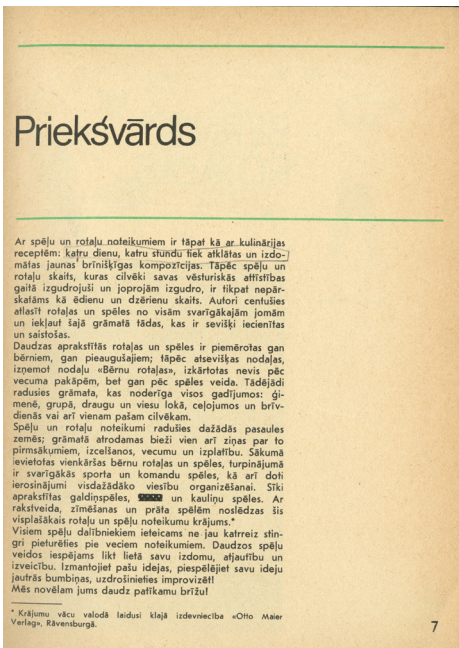 Priekšvārds
Ar spēļu un rotaļu noteikumiem ir tāpat kā ar kulinārijas
receptēm: katru dienu, katru stundu tiek atklātas un izdo-
mātas jaunas brīnišķīgas kompozīcijas. Tāpēc spēļu un
rotaļu skaits, kuras cilvēki savas vēsturiskās attīstības
gaitā izgudrojuši un joprojām izgudro, ir tikpat nepār-
skatāms kā ēdienu un dzērienu skaits. Autori centušies
atlasīt rotaļas un spēles no visām svarīgākajām jomām
un iekļaut šajā grāmatā tādas, kas ir sevišķi iecienītas
un saistošas.
Daudzas aprakstītās rotaļas un spēles ir piemērotas gan
bērniem, gan pieaugušajiem; tāpēc atsevišķas nodaļas,
izņemot nodaļu «Bērnu rotaļas», izkārtotas nevis pēc
vecuma pakāpēm, bet gan pēc spēles veida. Tādējādi
radusies grāmata, kas noderīga visos gadījumos: ģi-
menē, grupā, draugu un viesu lokā, ceļojumos un brīv-
dienās vai arī vienam pašam cilvēkam.
Spēļu un rotaļu noteikumi radušies dažādās pasaules
zemēs; grāmatā atrodamas bieži vien arī ziņas par to
pirmsākumiem, izcelšanos, vecumu un izplatību. Sākumā
ievietotas vienkāršas bērnu rotaļas un spēles, turpinājumā
ir svarīgākās sporta un komandu spēles, kā arī doti
ierosinājumi visdažādāko viesību organizēšanai. Sīki
aprakstītas galdiņspēles, un kauliņu spēles. Ar
rakstveida, zīmēšanas un prāta spēlēm noslēdzas šis
visplašākais rotaļu un spēļu noteikumu krājums.*
Visiem spēļu dalībniekiem ieteicams ne jau katrreiz stin-
gri pieturēties pie veciem noteikumiem. Daudzos spēļu
veidos iespējams likt lietā savu izdomu, atjautību un
izveicību. Izmantojiet pašu idejas, piespēlējiet savu ideju
jautrās bumbiņas, uzdrošinieties improvizēt!
Mēs novēlam jums daudz patīkamu brīžu!
* Krājumu vācu valodā laidusi klajā izdevniecība «Otto Maier
Verlag», Rāvensburgā.
7